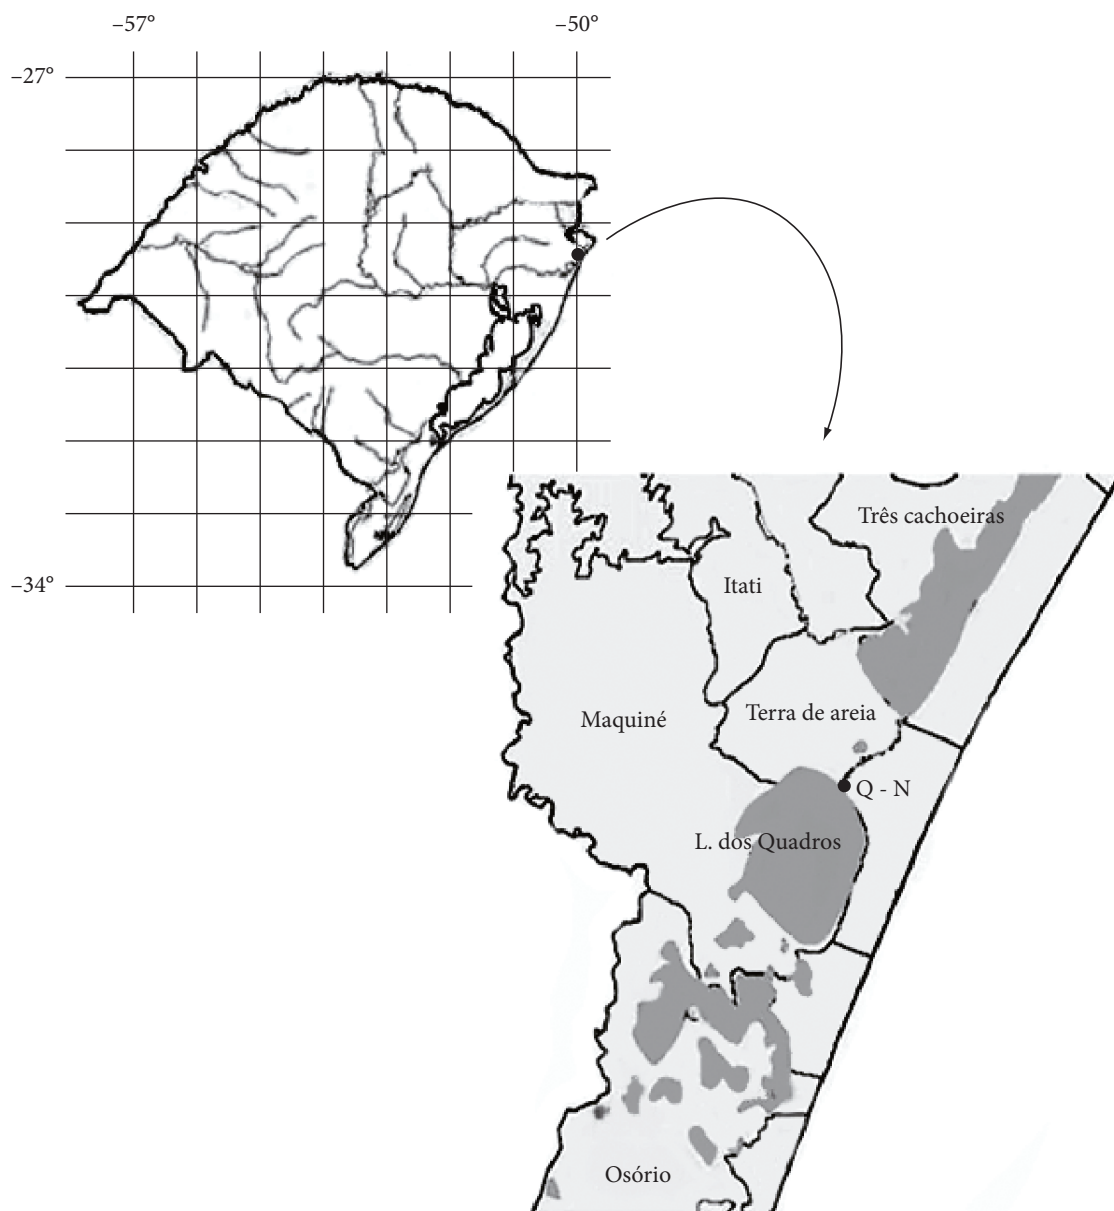 –57° –50°
–27°
–34°
Três cachoeiras
Itati
Maquiné
Terra de areia
Q - N
L. dos Quadros
Osório